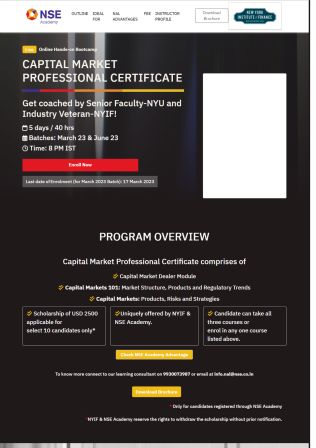 NSE
Academy
OUTLINE
IDEAL FOR
NAL ADVANTAGES
FEE
INSTRUCTOR PROFILE
Download Brochure
NEW YORK
INSTITUTE OF FINANCE
Live Online Hands-on Bootcamp
CAPITAL MARKET
PROFESSIONAL CERTIFICATE
Get coached by Senior Faculty-NYU and
Industry Veteran-NYIF!
5 days / 40 hrs
Batches: March 23 & June 23
Time: 8 PM IST
Enroll Now
Last date of Enrolment (for March 2023 Batch): 17 March 2023
PROGRAM OVERVIEW
Capital Market Professional Certificate comprises of
Capital Market Dealer Module
Capital Markets 101: Market Structure, Products and Regulatory Trends
Capital Markets: Products, Risks and Strategies
Scholarship of USD 2500
applicable for
select 10 candidates only*
Uniquely offered by NYIF &
NSE Academy.
Candidate can take all
three courses or
enrol in any one course
listed above.
Check NSE Academy Advantage
To know more connect to our learning consultant on 9930073987 or email at info.nal@nse.co.in
Download Brochure
*Only for candidates registered through NSE Academy
*NYIF & NSE Academy reserve the rights to withdraw the scholarship without prior notification.